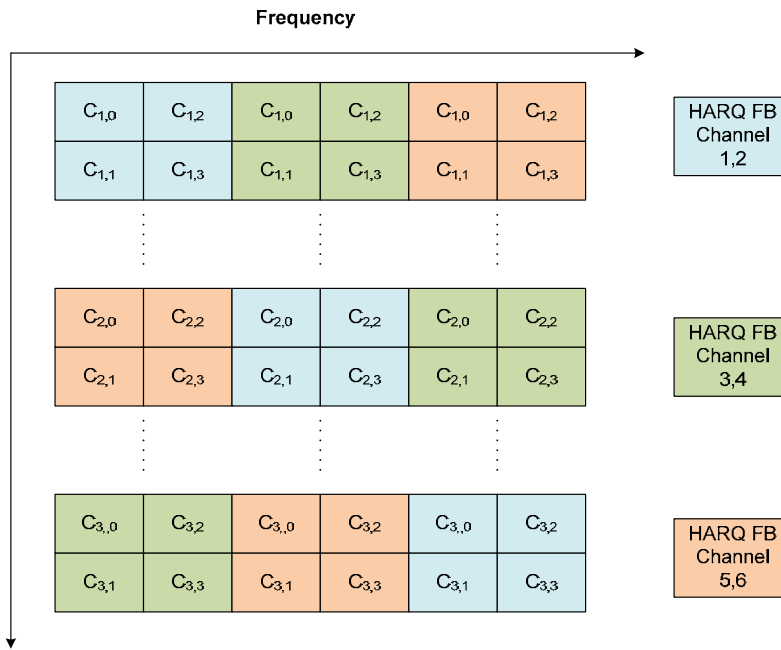 Frequency
C1,0 C1,2 C1,0 C1,2 C1,0 C1,2
C1,1 C1,3 C1,1 C1,3 C1,1 C1,3
HARQ FB
Channel
1,2
C2,0 C2,2 C2,0 C2,2 C2,0 C2,2
C2,1 C2,3 C2,1 C2,3 C2,1 C2,3
HARQ FB
Channel
3,4
C3,,0 C3,2 C3,,0 C3,2 C3,,0 C3,2
C3,1 C3,3 C3,1 C3,3 C3,1 C3,3
HARQ FB
Channel
5,6